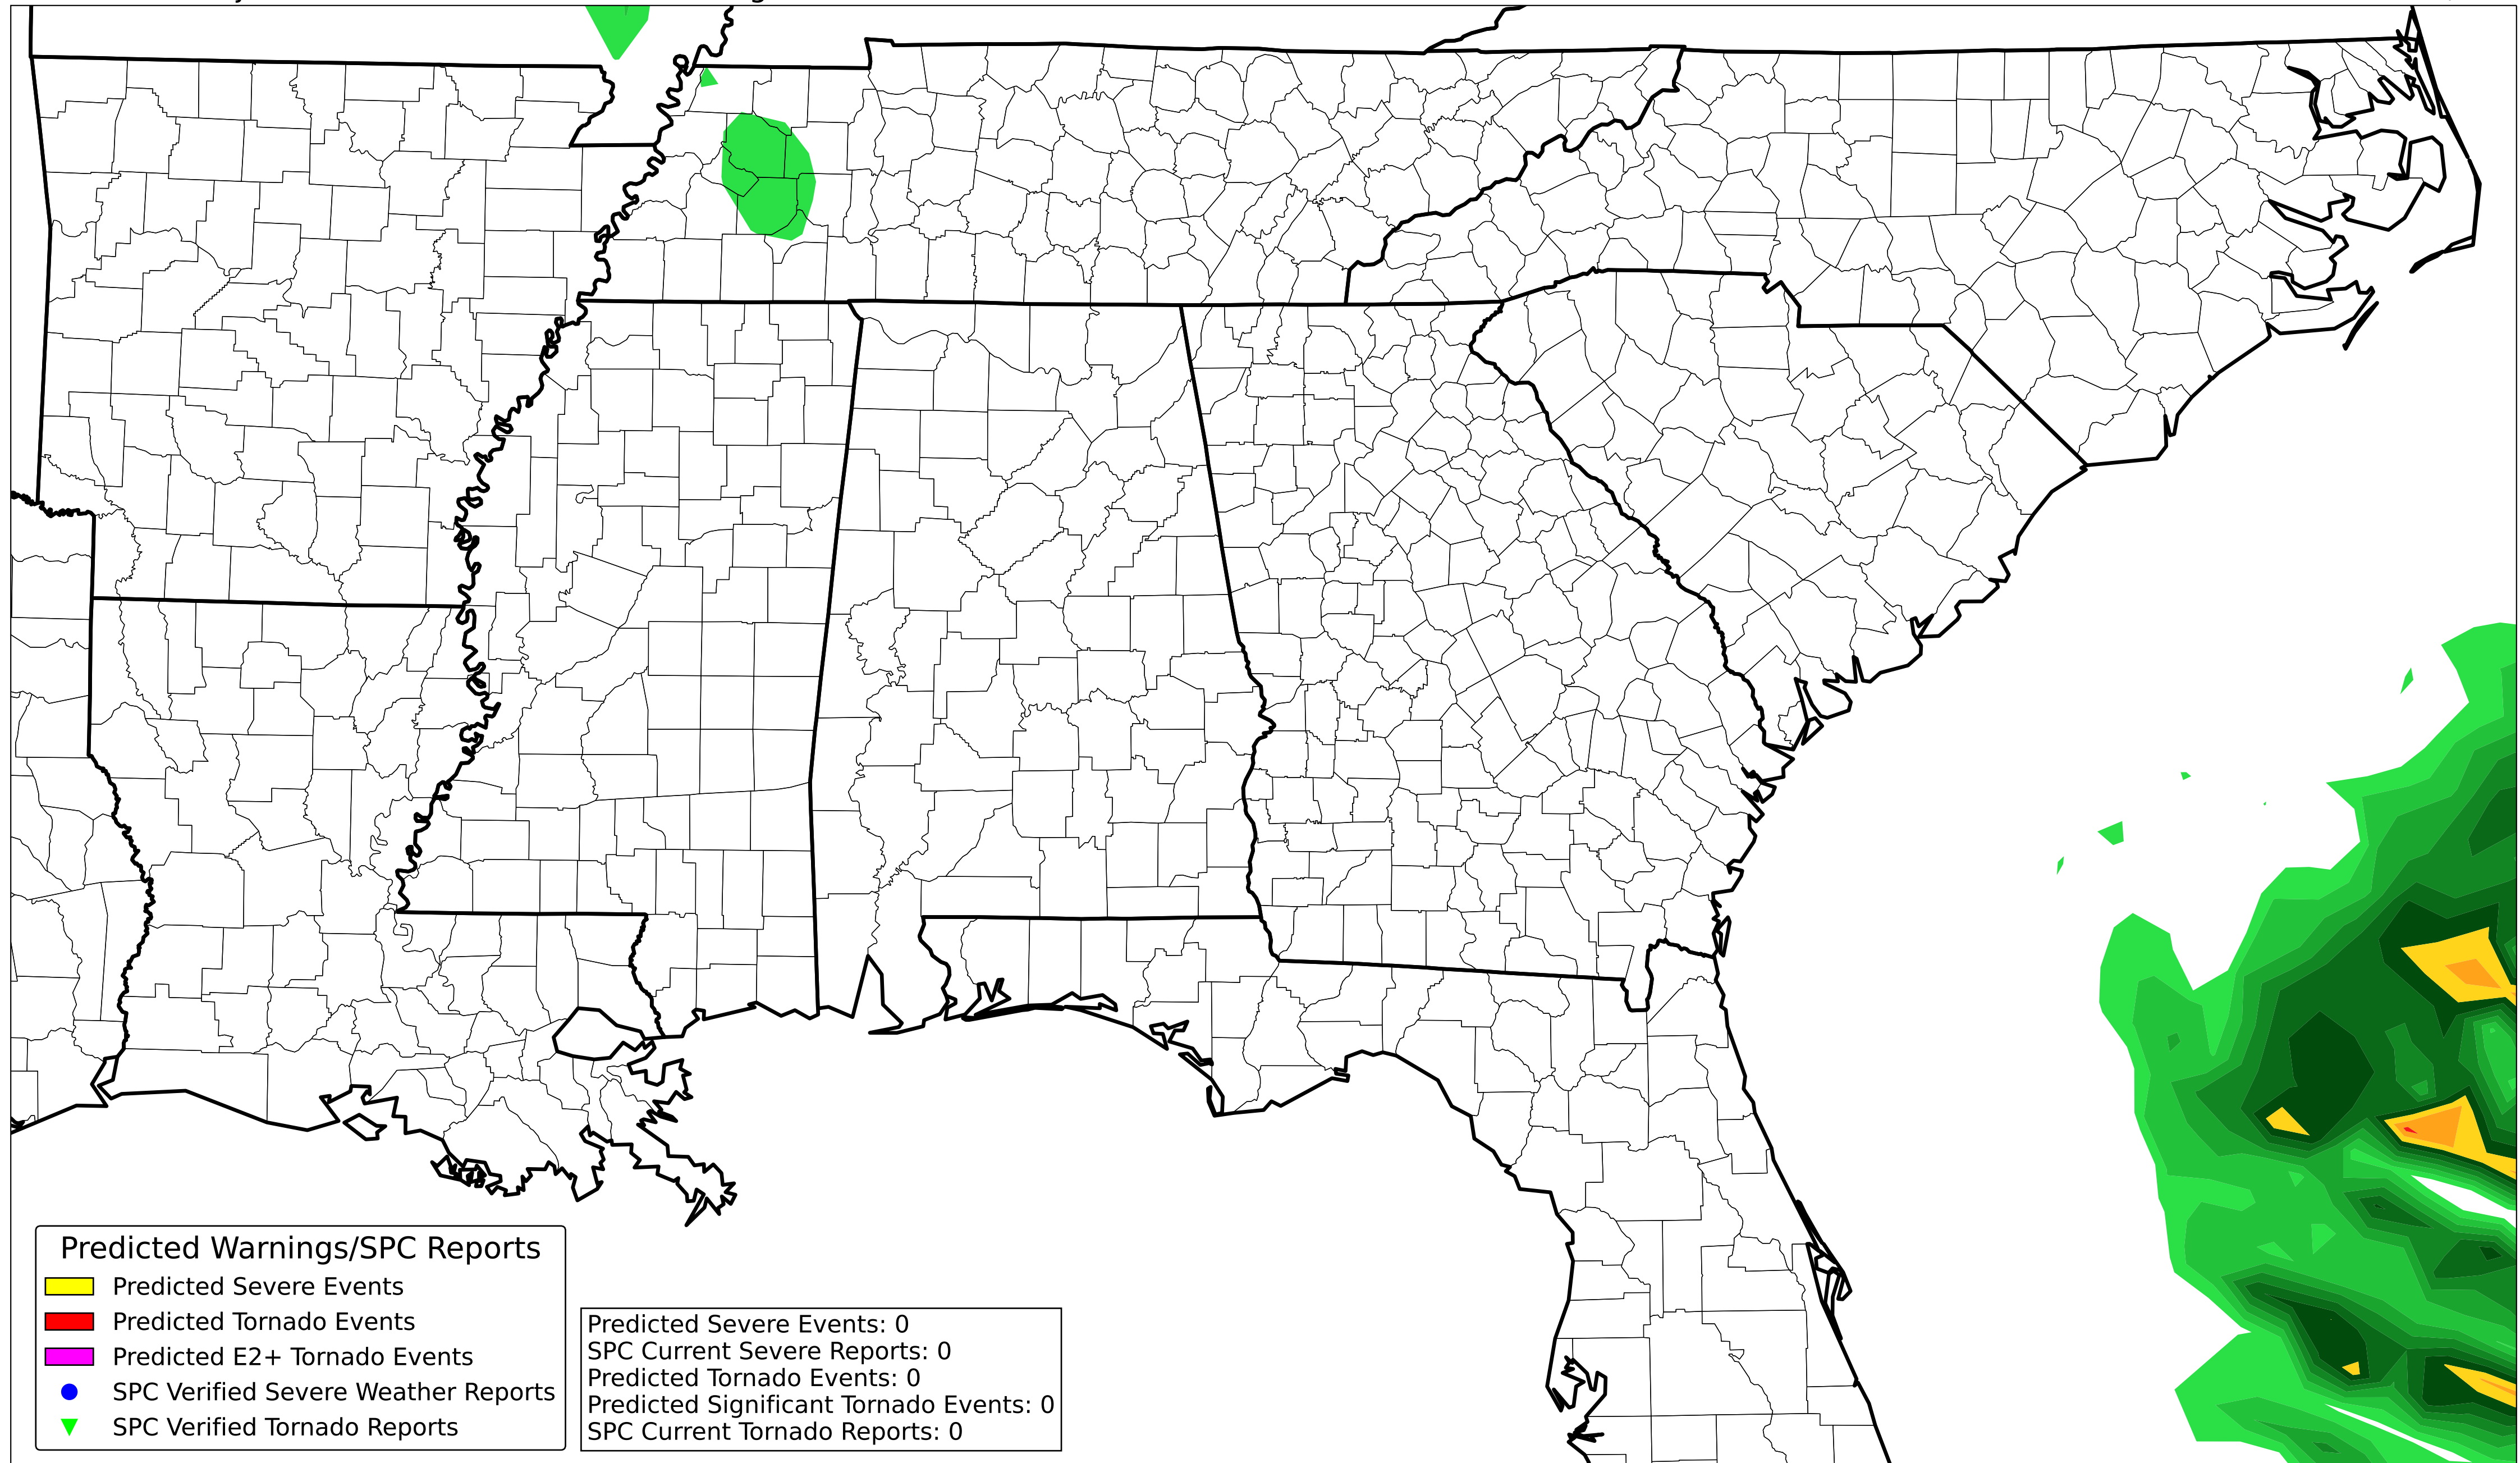 Predicted Warnings/SPC Reports
Predicted Severe Events
Predicted Tornado Events
Predicted E2+ Tornado Events
SPC Verified Severe Weather Reports
SPC Verified Tornado Reports
Predicted Severe Events: 0
SPC Current Severe Reports: 0
Predicted Tornado Events: 0
Predicted Significant Tornado Events: 0
SPC Current Tornado Reports: 0